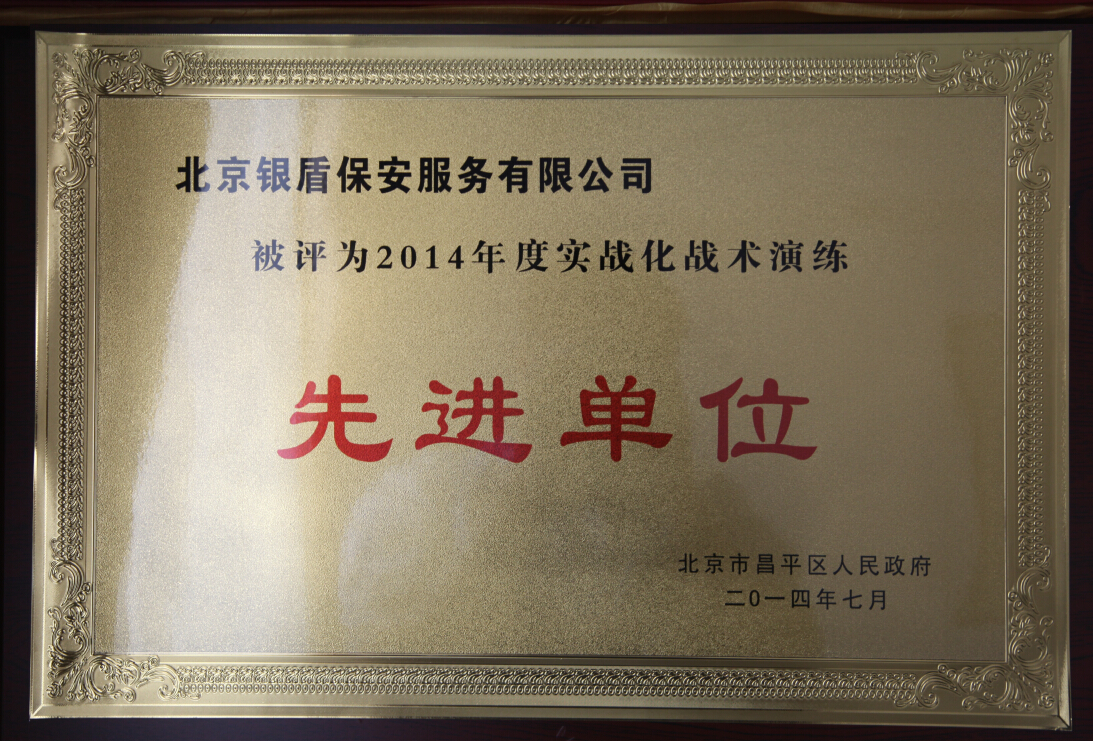 北京银盾保安服务有限公司
被评为2014年度实战化战术演练
先进单位
北京市昌平区人民政府
二0一四年七月